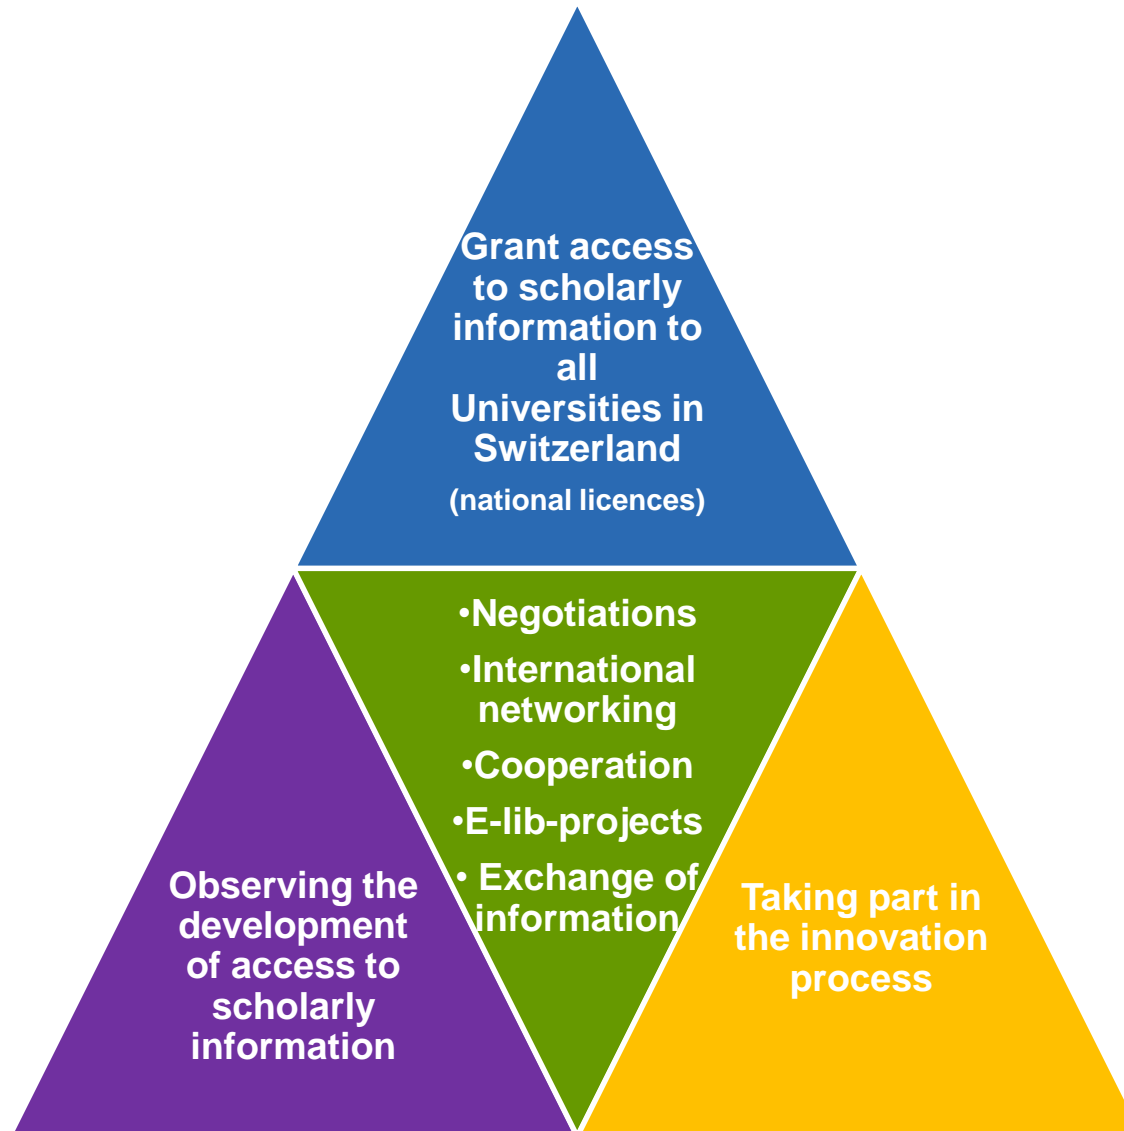 Grant access
to scholarly
information to
all
Universities in
Switzerland
(national licences)
•Negotiations
•International
networking
•Cooperation
•E-lib-projects
• Exchange of
information
Observing the
development
of access to
scholarly
information
Taking part in
the innovation
process